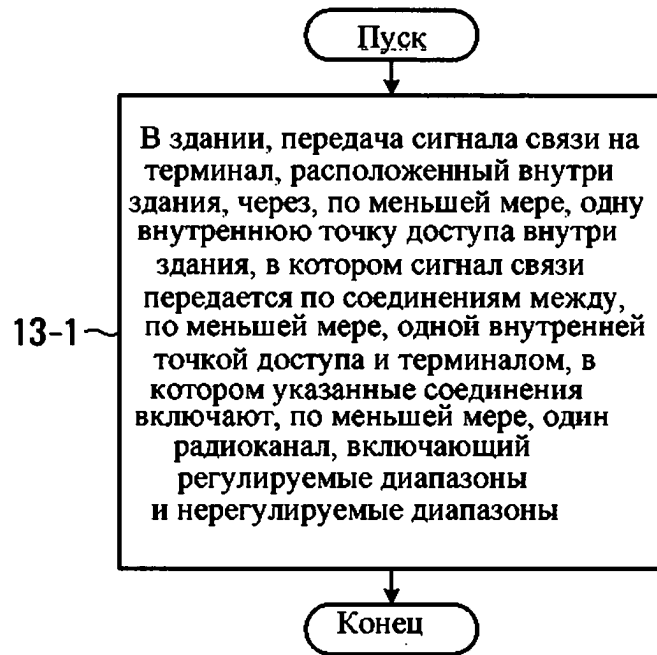 Пуск
В здании, передача сигнала связи на
терминал, расположенный внутри
здания, через, по меньшей мере, одну
внутреннюю точку доступа внутри
здания, в котором сигнал связи
передается по соединениям между,
13-1
по меньшей мере, одной внутренней
точкой доступа и терминалом, в
котором указанные соединения
включают, по меньшей мере, один
радиоканал, включающий
регулируемые диапазоны
и нерегулируемые диапазоны
Конец